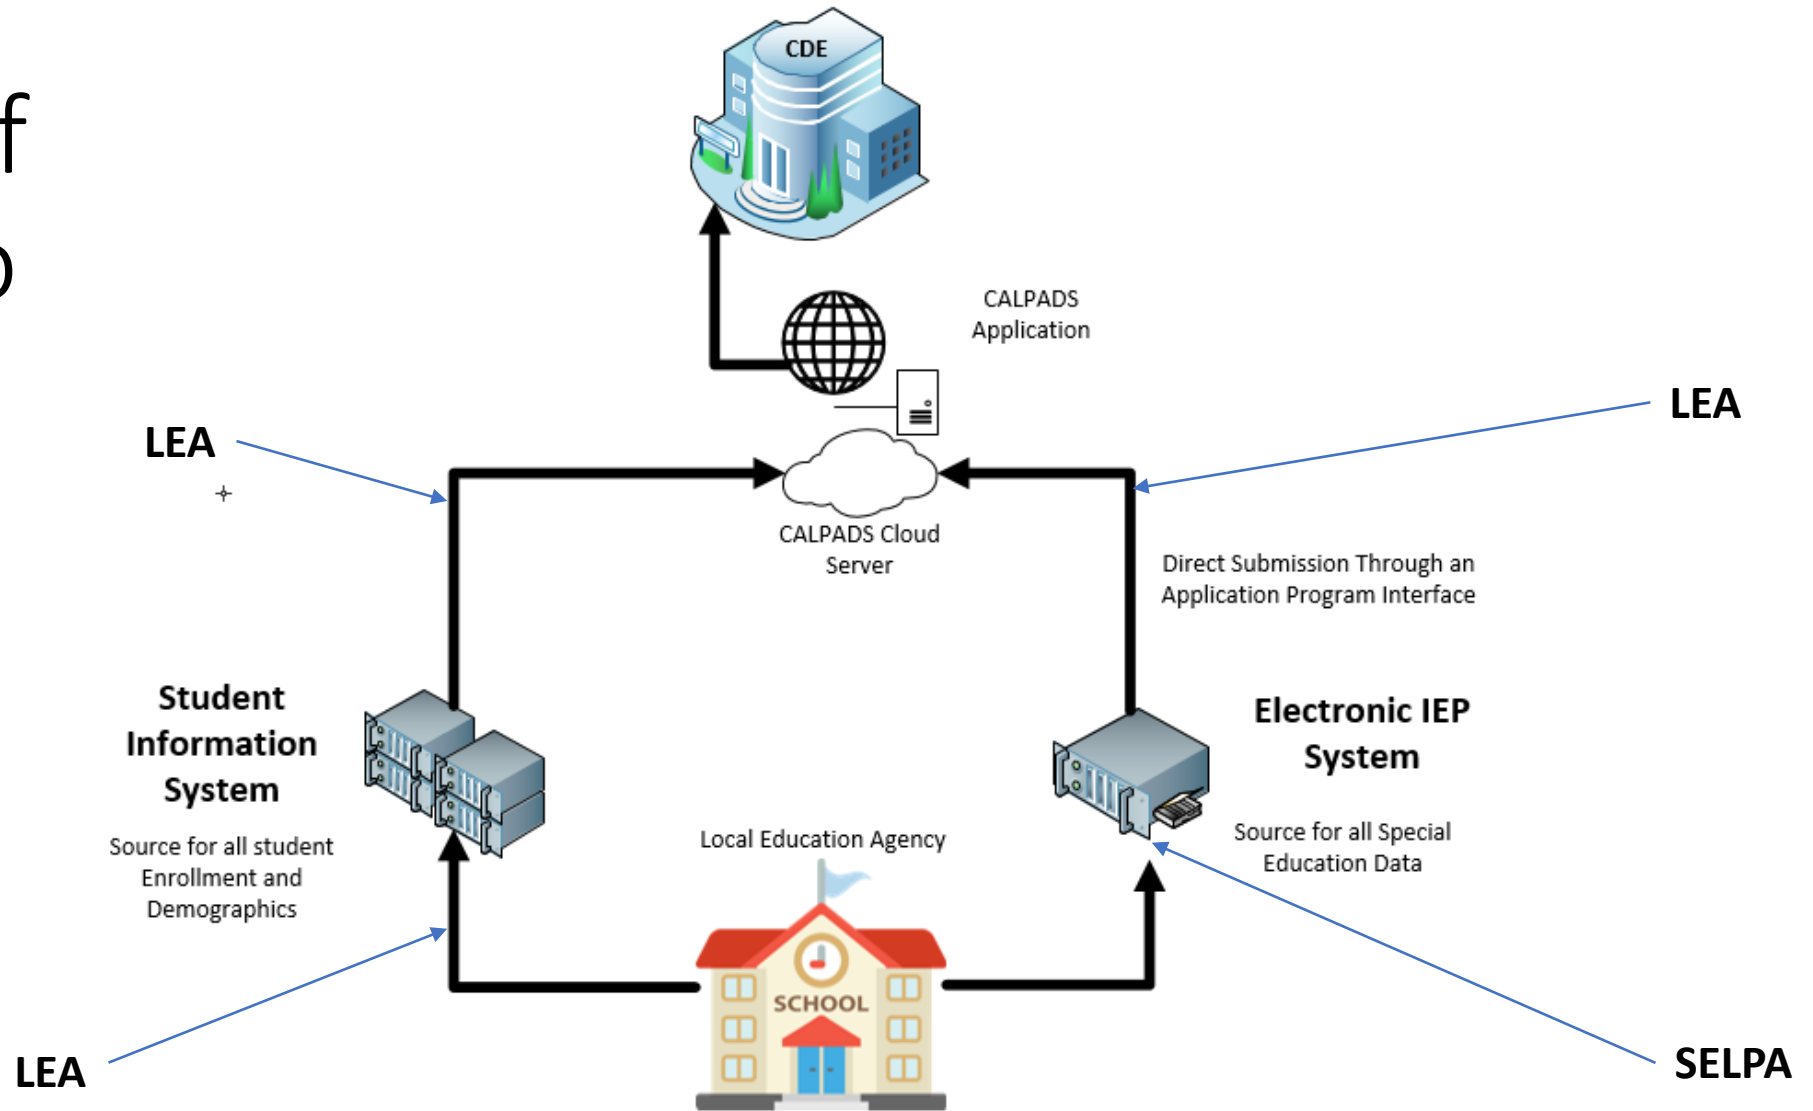 CDE
CALPADS
Application
LEA
LEA
CALPADS Cloud
Server
Direct Submission Through an
Application Program Interface
Student
Information
System
Electronic IEP
System
Source for all student
Enrollment and
Demographics
Local Education Agency
Source for all Special
Education Data
SCHOOL
LEA
SELPA